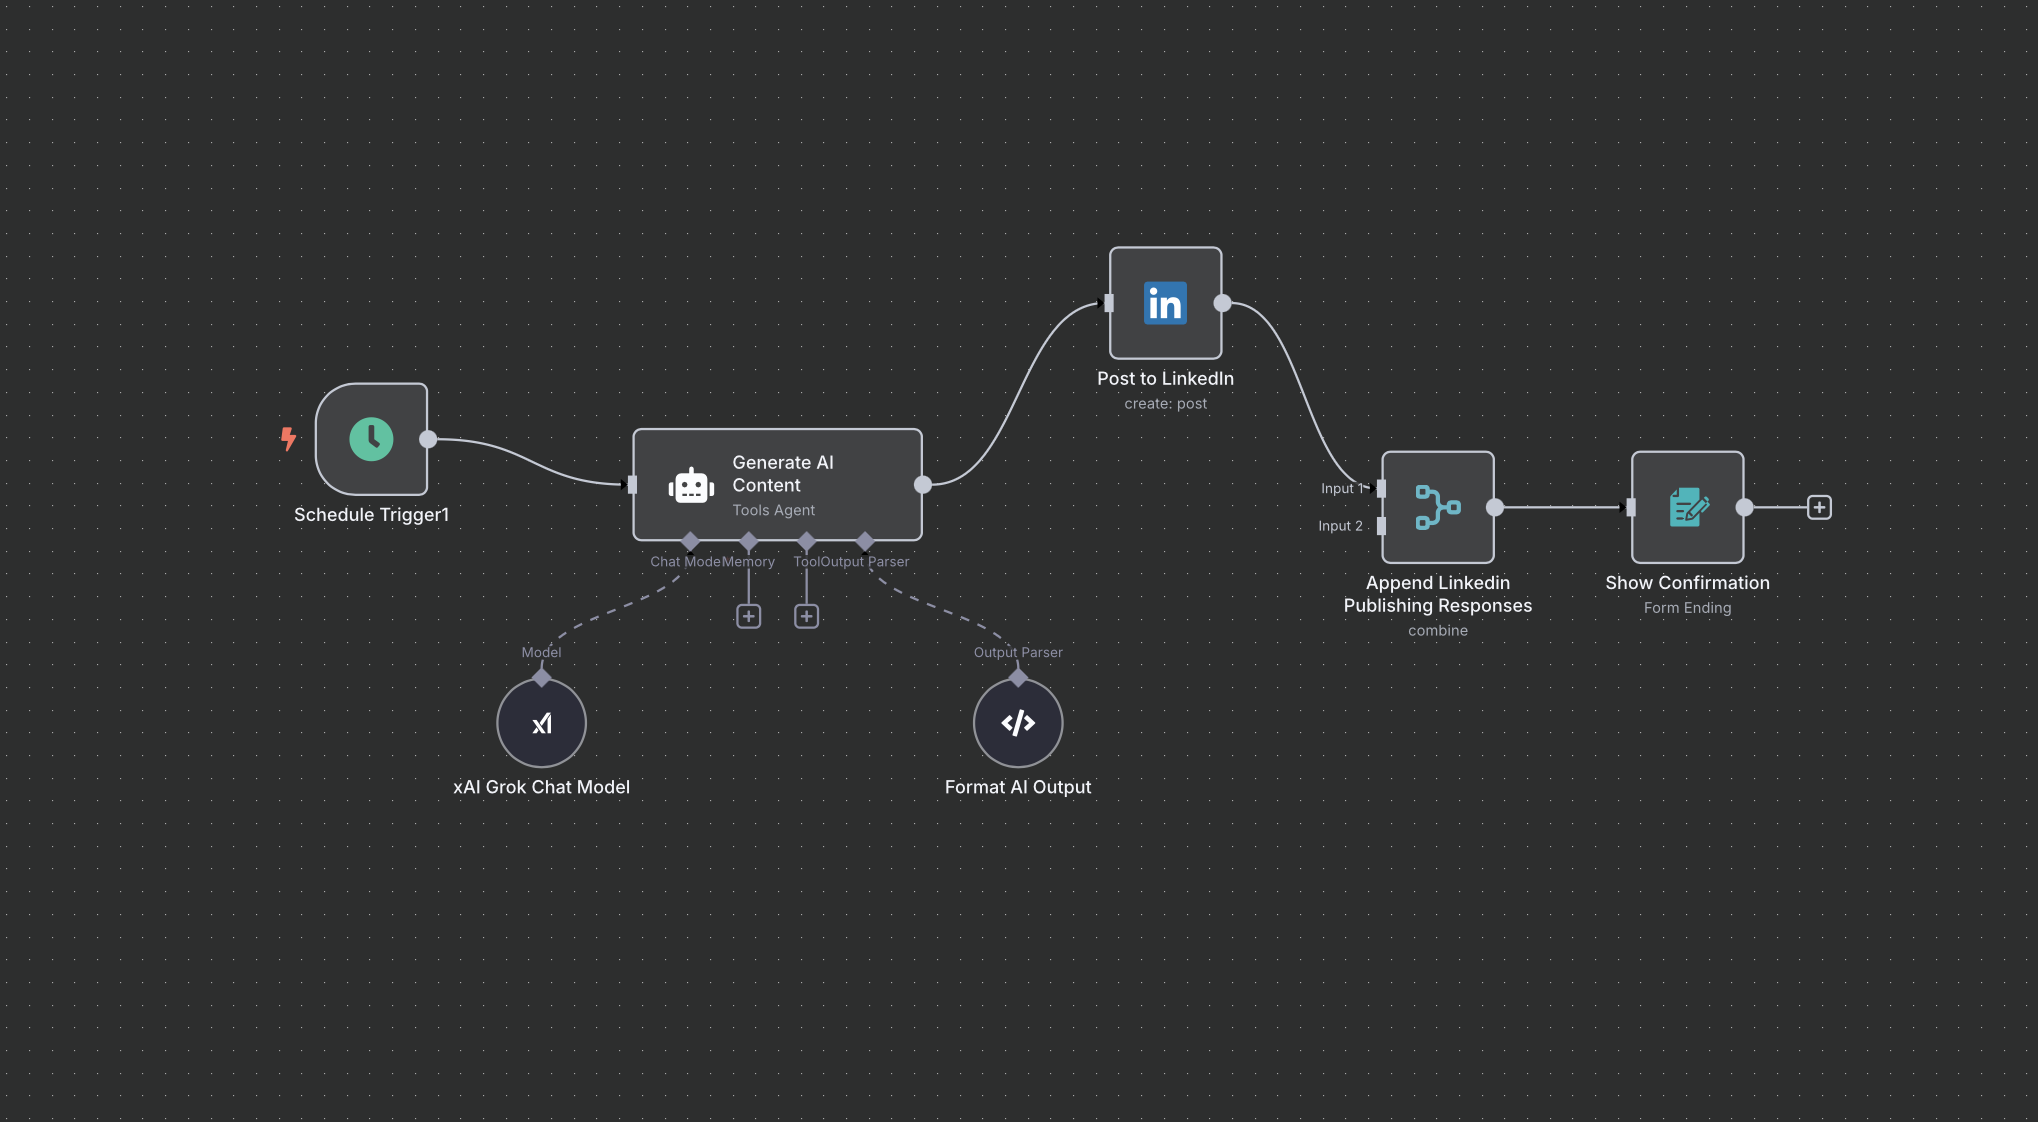 Schedule Trigger1
Generate AI
Content
Tools Agent
Chat Mode
Memory
Tool
Output Parser
Model
xAI Grok Chat Model
Output Parser
Format AI Output
in
Post to LinkedIn
create: post
Input 1
Input 2
Append Linkedin
Publishing Responses
combine
Show Confirmation
Form Ending